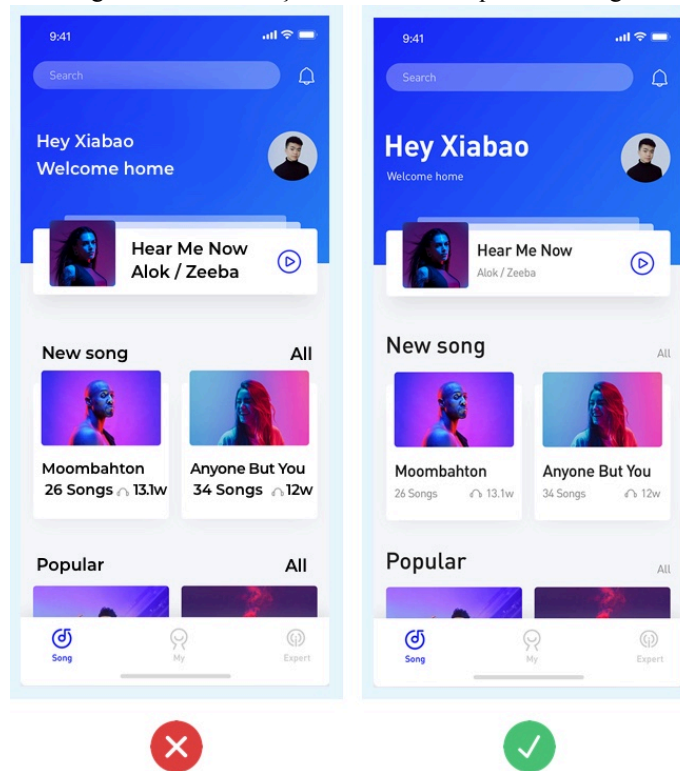 9:41
Search
Hey Xiabao
Welcome home
Hear Me Now
Alok / Zeeba
New song All
Moombahton
26 Songs 13.1w
Anyone But You
34 Songs 12w
Popular All
Song My Expert
9:41
Search
Hey Xiabao
Welcome home
Hear Me Now
Alok / Zeeba
New song All
Moombahton
26 Songs 13.1w
Anyone But You
34 Songs 12w
Popular All
Song My Expert